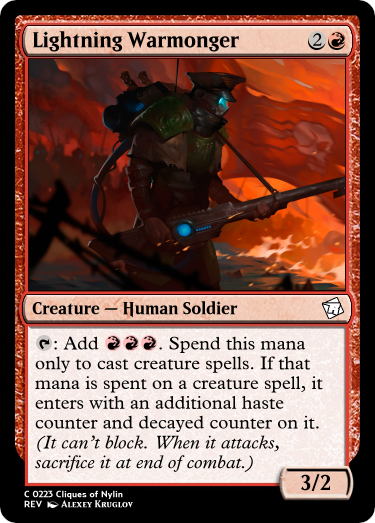 Lightning Warmonger 2
Creature — Human Soldier
: Add . Spend this mana
only to cast creature spells. If that
mana is spent on a creature spell, it
enters with an additional haste
counter and decayed counter on it.
(It can't block. When it attacks,
sacrifice it at end of combat.)
3/2
C 0223 Cliques of Nylin
REV Alexey Kruglov